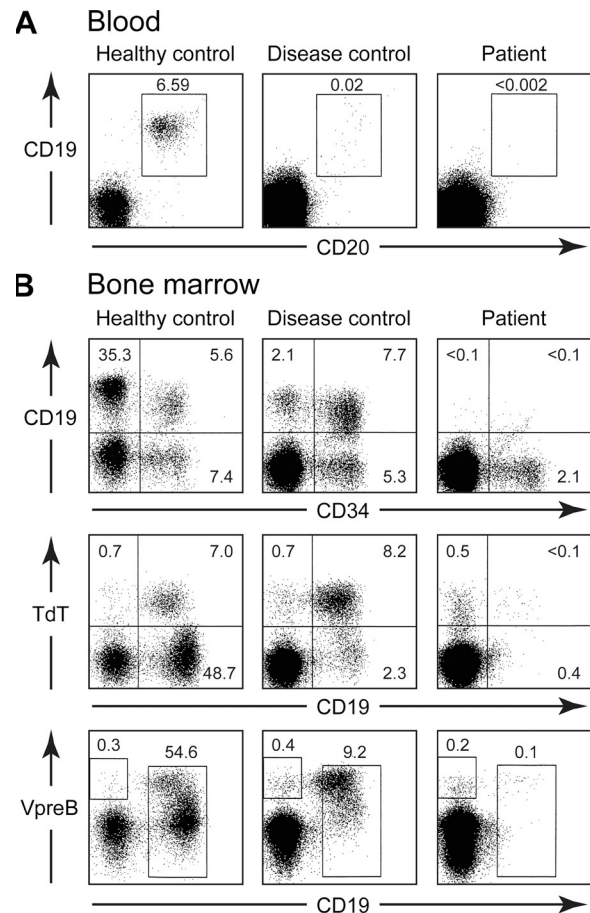 A Blood
Healthy control Disease control Patient
6.59 0.02 <0.002
CD19
CD20
B Bone marrow
Healthy control Disease control Patient
35.3 5.6 2.1 7.7 <0.1 <0.1
CD19
7.4 5.3 2.1
CD34
0.7 7.0 0.7 8.2 0.5 <0.1
TdT
48.7 2.3 0.4
CD19
0.3 54.6 0.4 9.2 0.2 0.1
VpreB
CD19